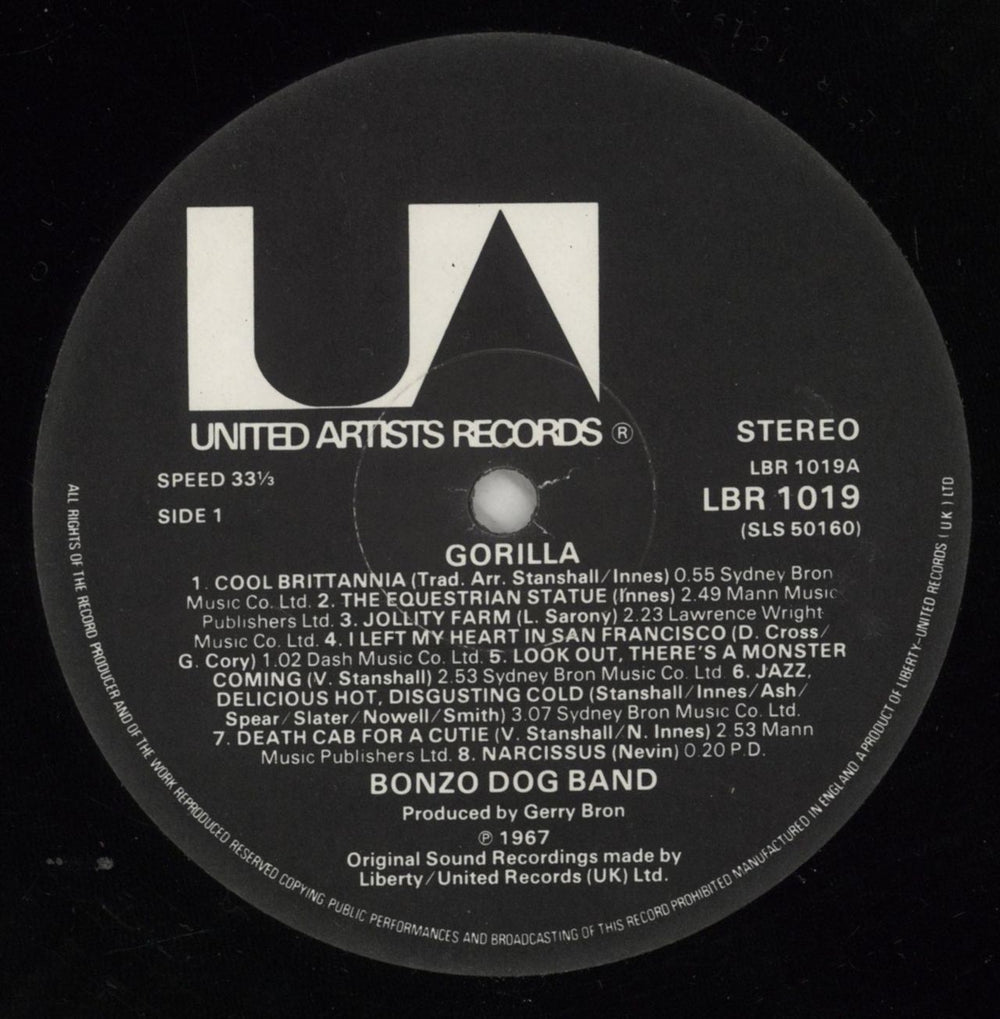 UA
UNITED ARTISTS RECORDS ®
SPEED 33⅓
SIDE 1
STEREO
LBR 1019A
LBR 1019
(SLS 50160)
GORILLA
1. COOL BRITTANNIA (Trad. Arr. Stanshall/Innes) 0.55 Sydney Bron
Music Co. Ltd. 2. THE EQUESTRIAN STATUE (Innes) 2.49 Mann Music
Publishers Ltd. 3. JOLLITY FARM (L. Sarony) 2.23 Lawrence Wright
Music Co. Ltd. 4. I LEFT MY HEART IN SAN FRANCISCO (D. Cross/
G. Cory) 1.02 Dash Music Co. Ltd. 5. LOOK OUT, THERE'S A MONSTER
COMING (V. Stanshall) 2.53 Sydney Bron Music Co. Ltd. 6. JAZZ,
DELICIOUS HOT, DISGUSTING COLD (Stanshall/Innes/Ash/
Spear/Slater/Nowell/Smith) 3.07 Sydney Bron Music Co. Ltd.
7. DEATH CAB FOR A CUTIE (V. Stanshall/N. Innes) 2 53 Mann
Music Publishers Ltd. 8. NARCISSUS (Nevin) 0.20 P.D.
BONZO DOG BAND
Produced by Gerry Bron
℗ 1967
Original Sound Recordings made by
Liberty/United Records (UK) Ltd.
ALL RIGHTS OF THE RECORD PRODUCER AND OF THE WORK REPRODUCED RESERVED COPYING PUBLIC PERFORMANCES AND BROADCASTING OF THIS RECORD PROHIBITED MANUFACTURED IN ENGLAND A PRODUCT OF LIBERTY-UNITED RECORDS (UK) LTD